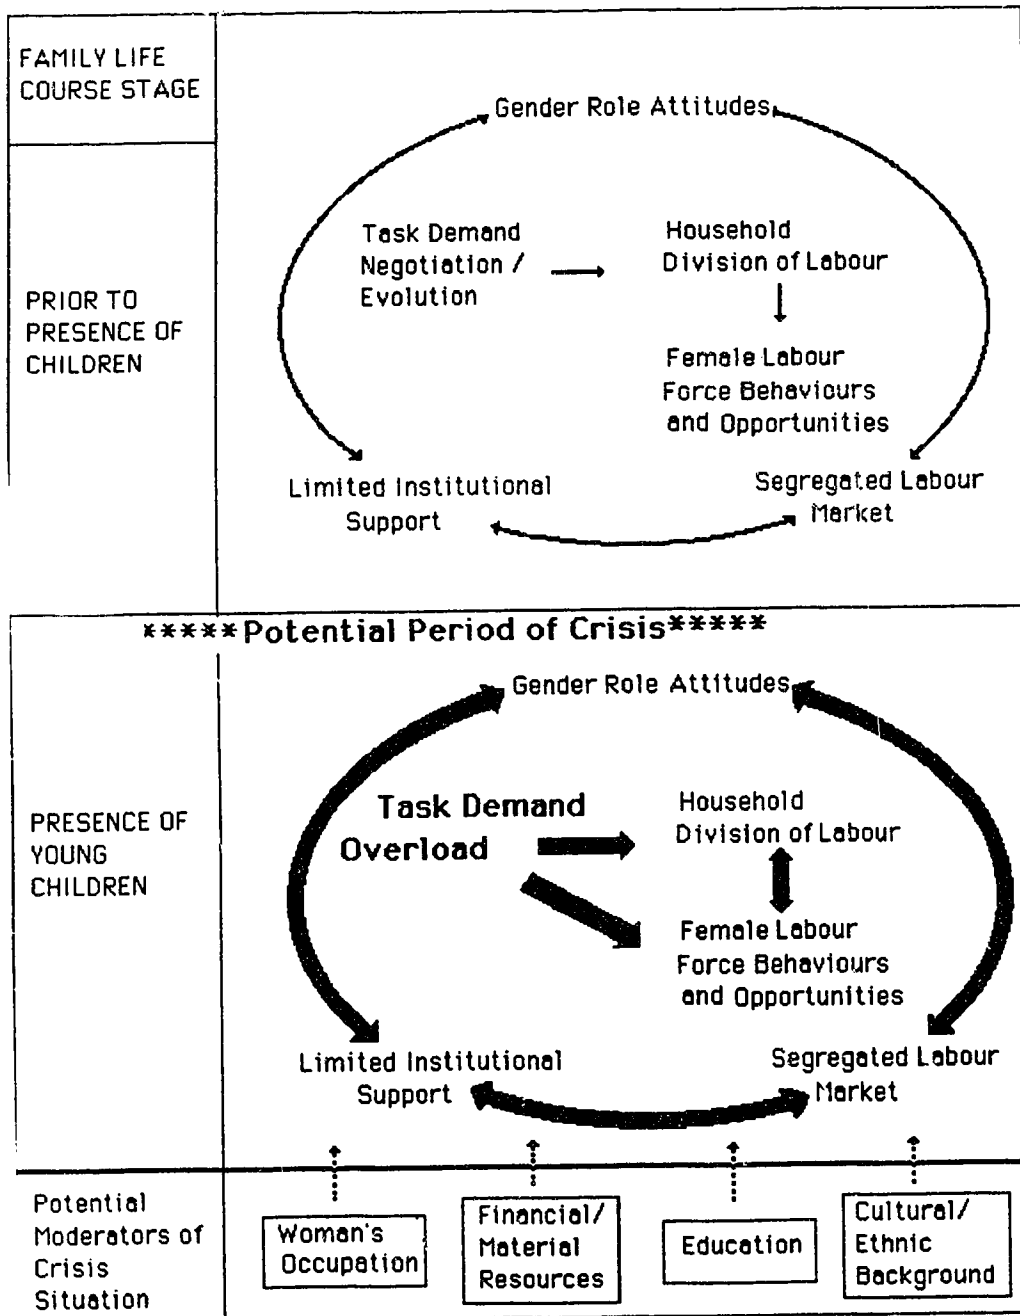 FAMILY LIFE
COURSE STAGE
Gender Role Attitudes
PRIOR TO
PRESENCE OF
CHILDREN
Task Demand
Negotiation /
Evolution
Household
Division of Labour
Female Labour
Force Behaviours
and Opportunities
Limited Institutional
Support
Segregated Labour
Market
*****Potential Period of Crisis*****
Gender Role Attitudes
PRESENCE OF
YOUNG
CHILDREN
Task Demand
Overload
Household
Division of Labour
Female Labour
Force Behaviours
and Opportunities
Limited Institutional
Support
Segregated Labour
Market
Potential
Moderators of
Crisis
Situation
Woman's
Occupation
Financial/
Material
Resources
Education
Cultural/
Ethnic
Background